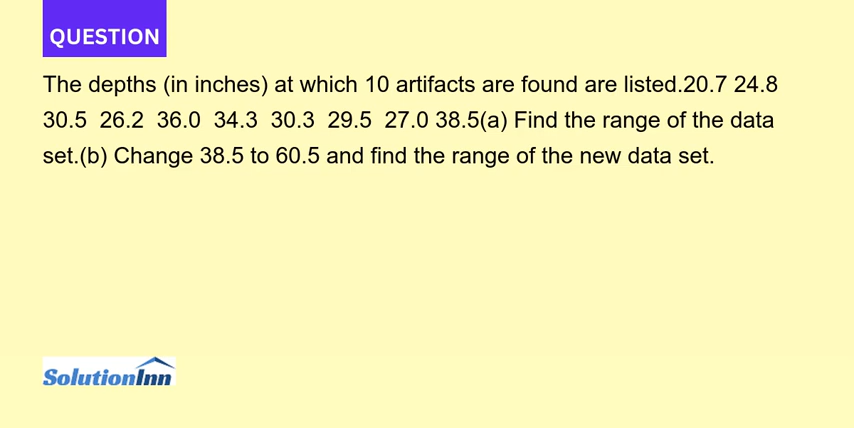 QUESTION
The depths (in inches) at which 10 artifacts are found are listed.20.7 24.8
30.5  26.2  36.0  34.3  30.3  29.5  27.0 38.5(a) Find the range of the data
set.(b) Change 38.5 to 60.5 and find the range of the new data set.
SolutionInn